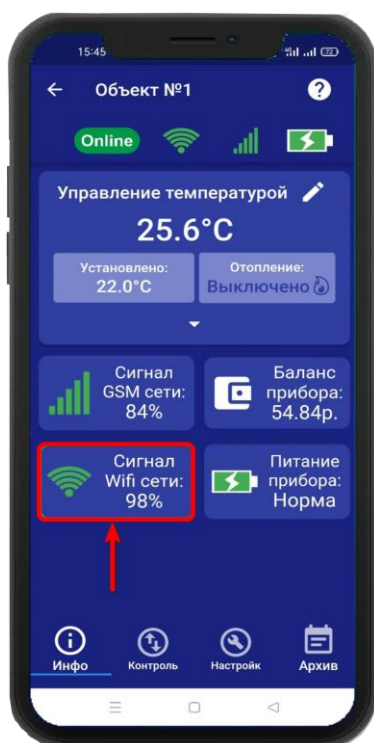 15:45
72
Объект №1
?
Online
Управление температурой
25.6°C
Установлено:
22.0°C
Отопление:
Выключено
Сигнал
GSM сети:
84%
Баланс
прибора:
54.84р.
Сигнал
Wifi сети:
98%
Питание
прибора:
Норма
Инфо
Контроль
Настройк
Архив